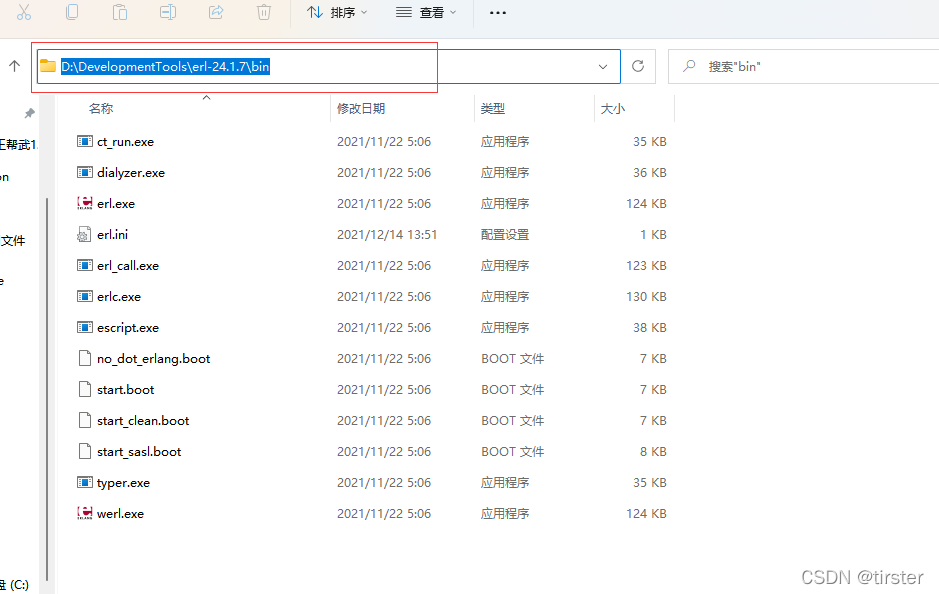 排序 查看
D:\DevelopmentTools\erl-24.1.7\bin 搜索"bin"
名称 修改日期 类型 大小
ct_run.exe 2021/11/22 5:06 应用程序 35 KB
王帮武1.
dialyzer.exe 2021/11/22 5:06 应用程序 36 KB
on
erl.exe 2021/11/22 5:06 应用程序 124 KB
erl.ini 2021/12/14 13:51 配置设置 1 KB
文件
erl_call.exe 2021/11/22 5:06 应用程序 123 KB
e
erlc.exe 2021/11/22 5:06 应用程序 130 KB
escript.exe 2021/11/22 5:06 应用程序 38 KB
no_dot_erlang.boot 2021/11/22 5:06 BOOT 文件 7 KB
start.boot 2021/11/22 5:06 BOOT 文件 7 KB
start_clean.boot 2021/11/22 5:06 BOOT 文件 7 KB
start_sasl.boot 2021/11/22 5:06 BOOT 文件 8 KB
typer.exe 2021/11/22 5:06 应用程序 35 KB
werl.exe 2021/11/22 5:06 应用程序 124 KB
盘 (C:)
CSDN @tirster